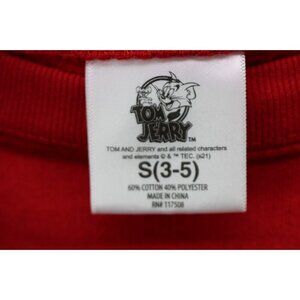 TOM
AND
JERRY™
TOM AND JERRY and all related characters
and elements © & ™ TEC. (s21)
S(3-5)
60% COTTON 40% POLYESTER
MADE IN CHINA
RN# 117508